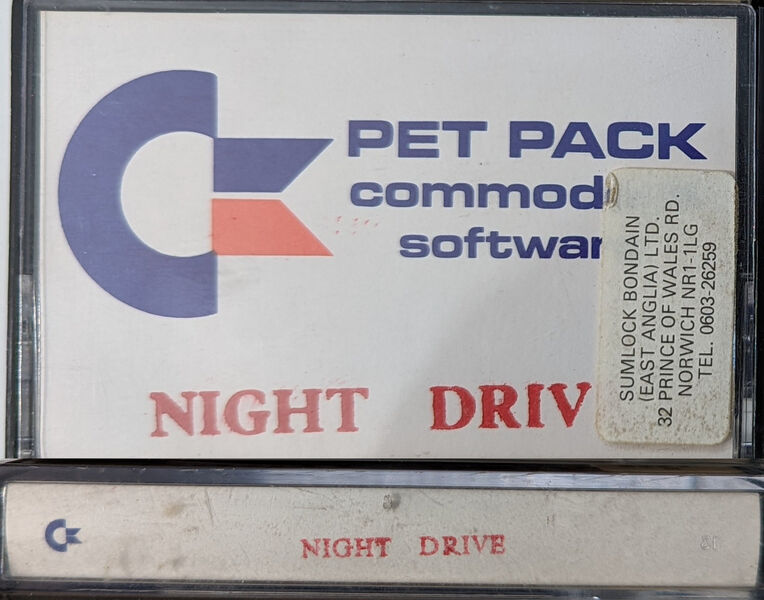 PET PACK
commod
softwar
NIGHT DRIV
SUMLOCK BONDAIN
(EAST ANGLIA) LTD.
32 PRINCE OF WALES RD.
NORWICH NR1-1LG
TEL. 0603-26259
NIGHT DRIVE